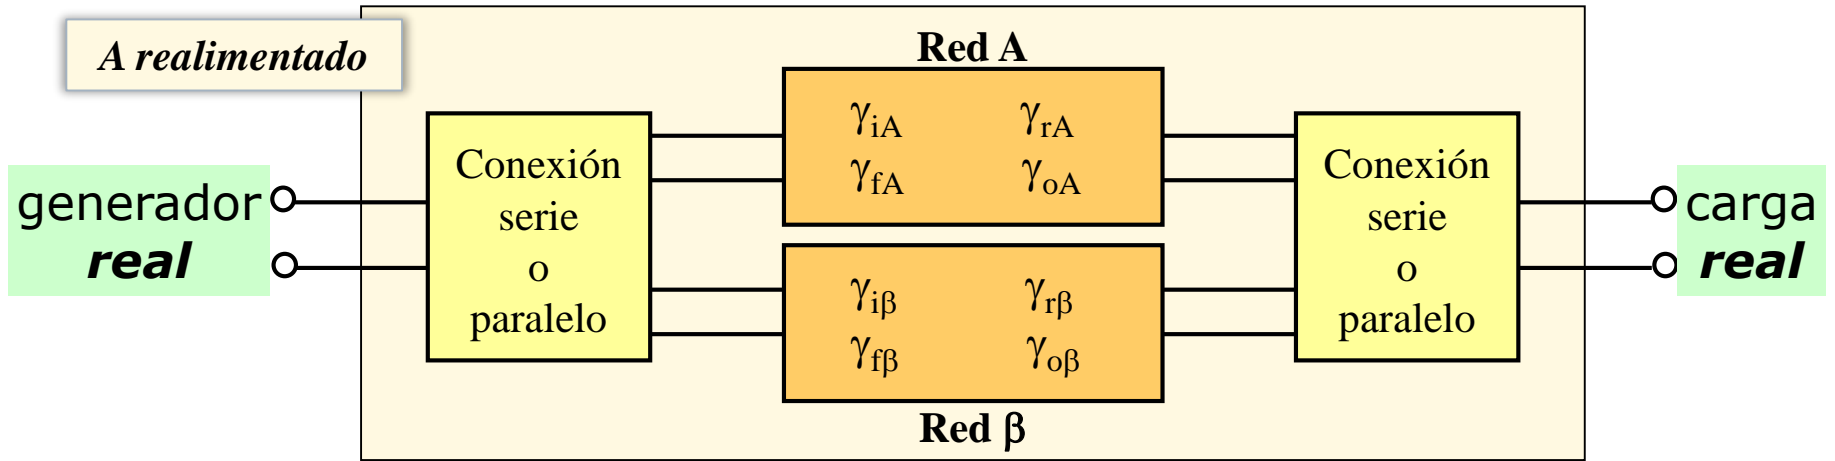 A realimentado
Red A
generador
real
Conexión
serie
o
paralelo
γiA γrA
γfA γoA
γiβ γrβ
γfβ γoβ
Red β
Conexión
serie
o
paralelo
carga
real